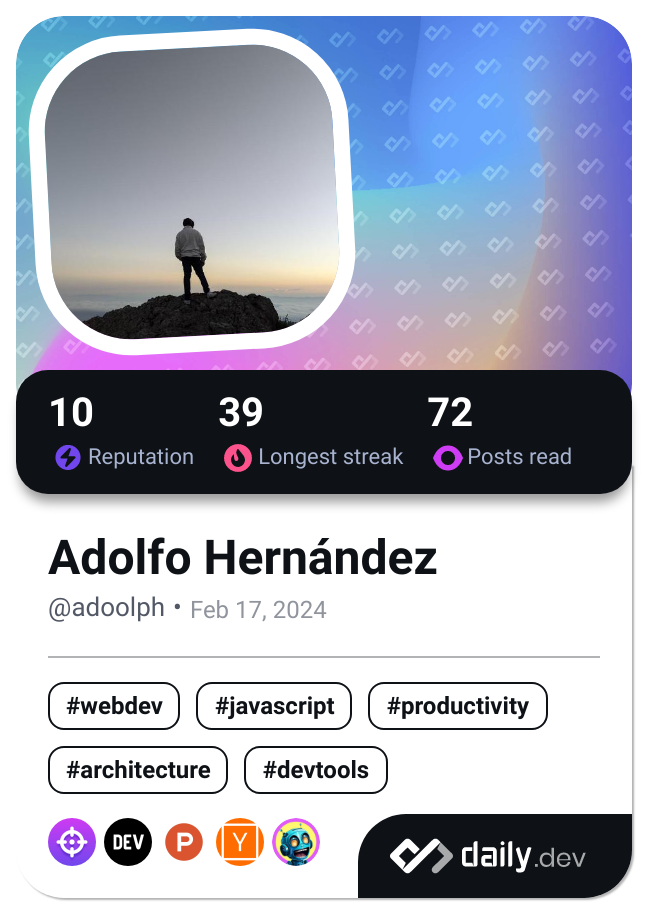 10 39 72
Reputation Longest streak Posts read
Adolfo Hernández
@adoolph • Feb 17, 2024
#webdev #javascript #productivity
#architecture #devtools
DEV P Y
daily.dev